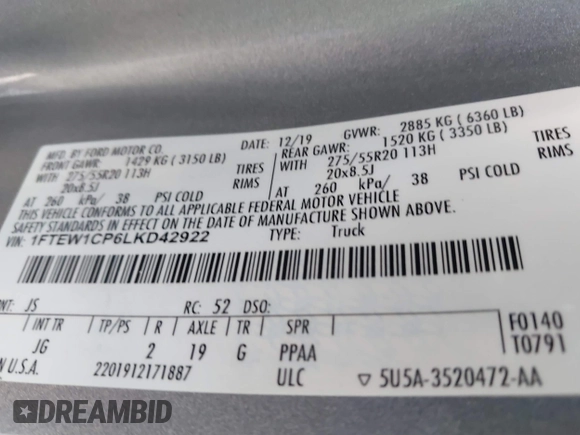 MFD. BY FORD MOTOR CO. DATE: 12/19 GVWR: 2885 KG ( 6360 LB)
FRONT GAWR: 1429 KG ( 3150 LB) REAR GAWR: 1520 KG ( 3350 LB)
WITH 275/55R20 113H TIRES WITH 275/55R20 113H TIRES
20x8.5J RIMS 20x8.5J RIMS
AT 260 kPa/ 38 PSI COLD AT 260 kPa/ 38 PSI COLD
THIS VEHICLE CONFORMS TO ALL APPLICABLE FEDERAL MOTOR VEHICLE
SAFETY STANDARDS IN EFFECT ON THE DATE OF MANUFACTURE SHOWN ABOVE.
VIN: 1FTEW1CP6LKD42922 TYPE: Truck
NT: JS RC: 52 DSO:
INT TR TP/PS R AXLE TR SPR F0140
JG 2 19 G PPAA T0791
N U.S.A. 2201912171887 ULC ▽ 5U5A-3520472-AA
DREAMBID